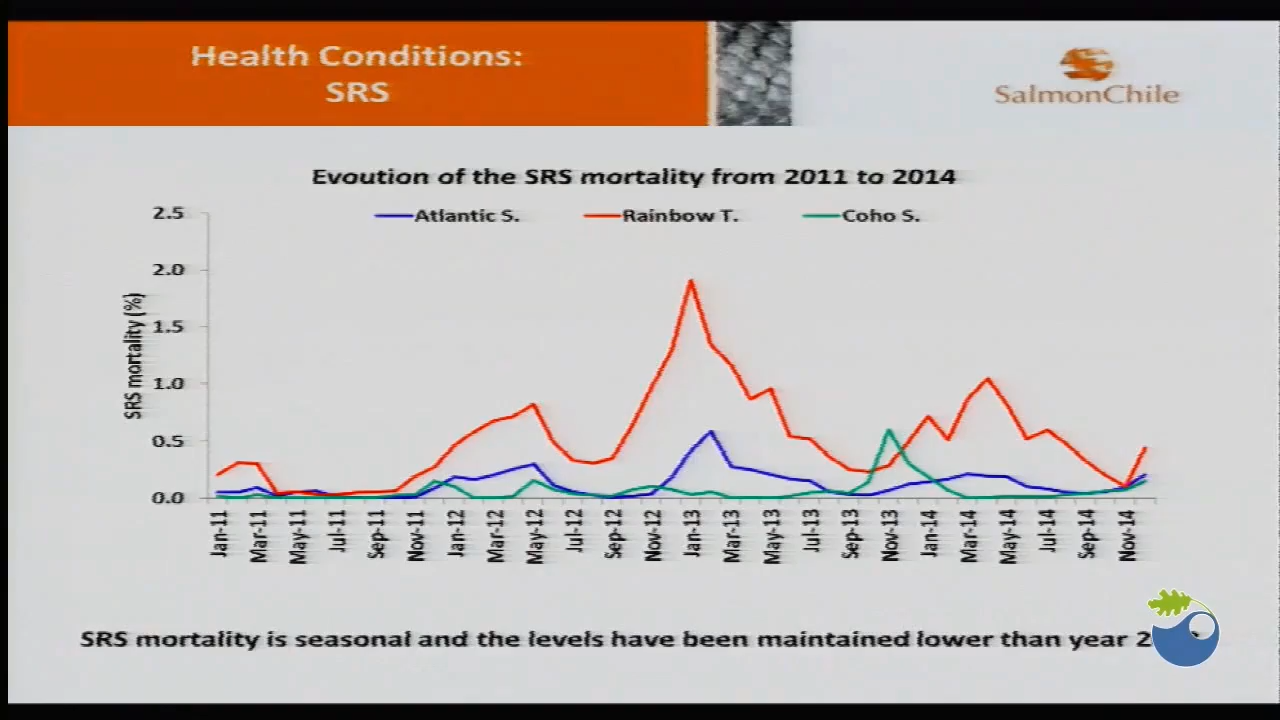 Health Conditions:
SRS
SalmonChile
Evoution of the SRS mortality from 2011 to 2014
Atlantic S. Rainbow T. Coho S.
SRS mortality (%)
2.5
2.0
1.5
1.0
0.5
0.0
Jan-11 Mar-11 May-11 Jul-11 Sep-11 Nov-11 Jan-12 Mar-12 May-12 Jul-12 Sep-12 Nov-12 Jan-13 Mar-13 May-13 Jul-13 Sep-13 Nov-13 Jan-14 Mar-14 May-14 Jul-14 Sep-14 Nov-14
SRS mortality is seasonal and the levels have been maintained lower than year